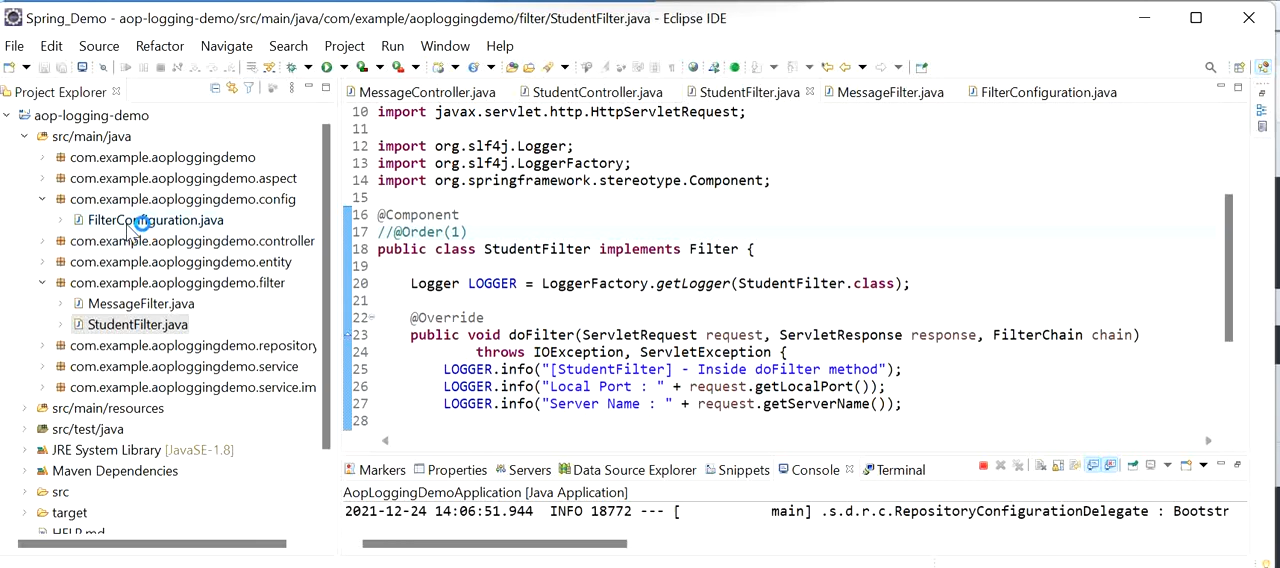 Spring_Demo - aop-logging-demo/src/main/java/com/example/aoploggingdemo/filter/StudentFilter.java - Eclipse IDE
File Edit Source Refactor Navigate Search Project Run Window Help
Project Explorer
aop-logging-demo
src/main/java
com.example.aoploggingdemo
com.example.aoploggingdemo.aspect
com.example.aoploggingdemo.config
FilterConfiguration.java
com.example.aoploggingdemo.controller
com.example.aoploggingdemo.entity
com.example.aoploggingdemo.filter
MessageFilter.java
StudentFilter.java
com.example.aoploggingdemo.repository
com.example.aoploggingdemo.service
com.example.aoploggingdemo.service.im
src/main/resources
src/test/java
JRE System Library [JavaSE-1.8]
Maven Dependencies
src
target
HELP.md
MessageController.java StudentController.java StudentFilter.java MessageFilter.java FilterConfiguration.java
10 import javax.servlet.http.HttpServletRequest;
11
12 import org.slf4j.Logger;
13 import org.slf4j.LoggerFactory;
14 import org.springframework.stereotype.Component;
15
16 @Component
17 //@Order(1)
18 public class StudentFilter implements Filter {
19
20 Logger LOGGER = LoggerFactory.getLogger(StudentFilter.class);
21
22 @Override
23 public void doFilter(ServletRequest request, ServletResponse response, FilterChain chain)
24 throws IOException, ServletException {
25 LOGGER.info("[StudentFilter] - Inside doFilter method");
26 LOGGER.info("Local Port : " + request.getLocalPort());
27 LOGGER.info("Server Name : " + request.getServerName());
28
Markers Properties Servers Data Source Explorer Snippets Console Terminal
AopLoggingDemoApplication [Java Application]
2021-12-24 14:06:51.944 INFO 18772 --- [ main] .s.d.r.c.RepositoryConfigurationDelegate : Bootstr